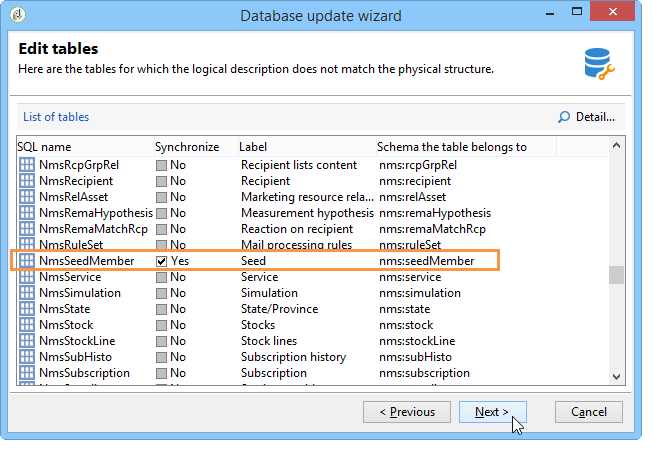 Database update wizard
Edit tables
Here are the tables for which the logical description does not match the physical structure.
List of tables Detail...
SQL name Synchronize Label Schema the table belongs to
NmsRcpGrpRel No Recipient lists content nms:rcpGrpRel
NmsRecipient No Recipient nms:recipient
NmsRelAsset No Marketing resource rela... nms:relAsset
NmsRemaHypothesis No Measurement hypothesis nms:remaHypothesis
NmsRemaMatchRcp No Reaction on recipient nms:remaMatchRcp
NmsRuleSet No Mail processing rules nms:ruleSet
NmsSeedMember Yes Seed nms:seedMember
NmsService No Service nms:service
NmsSimulation No Simulation nms:simulation
NmsState No State/Province nms:state
NmsStock No Stocks nms:stock
NmsStockLine No Stock lines nms:stockLine
NmsSubHisto No Subscription history nms:subHisto
NmsSubscription No Subscription nms:subscription
< Previous Next > Cancel